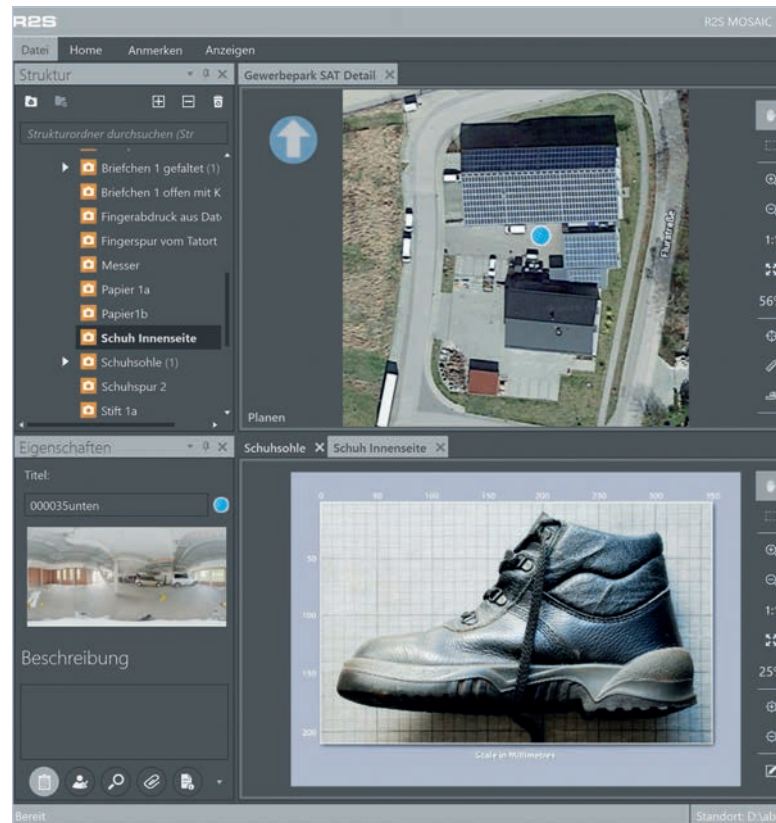 R2S
R2S MOSAIC
Datei Home Anmerken Anzeigen
Struktur
Strukturordner durchsuchen (Str
Briefchen 1 gefaltet (1)
Briefchen 1 offen mit K
Fingerabdruck aus Dat
Fingerspur vom Tatort
Messer
Papier 1a
Papier1b
Schuh Innenseite
Schuhsohle (1)
Schuhspur 2
Stift 1a
Gewerbepark SAT Detail
Flurstraße
Planen
1:
56%
Eigenschaften
Titel:
000035unten
Beschreibung
Schuhsohle Schuh Innenseite
0 50 100 150 200 250 300 350
50
100
150
200
Scale in Millimetres
1:
25%
Bereit
Standort: D:\ab